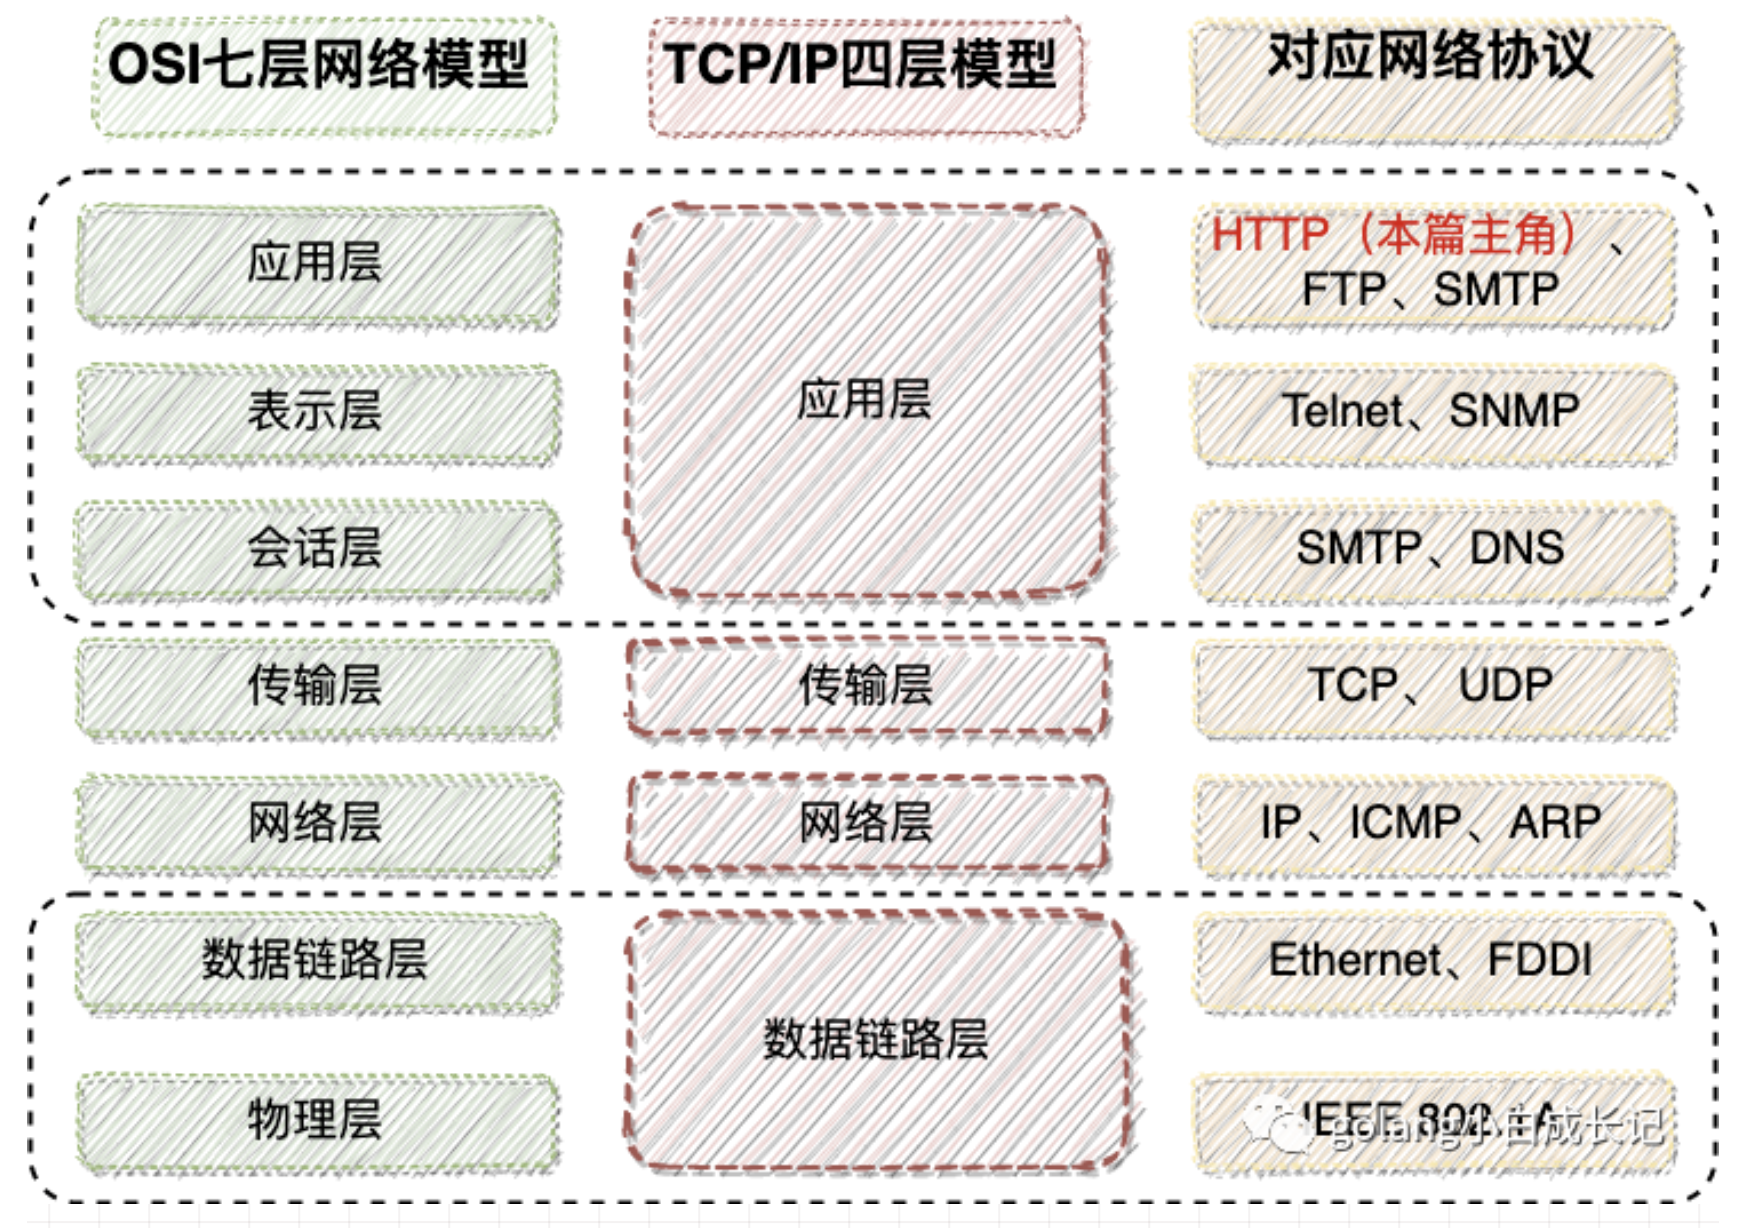 OSI七层网络模型
TCP/IP四层模型
对应网络协议
应用层
应用层
HTTP（本篇主角）、
FTP、SMTP
表示层
Telnet、SNMP
会话层
SMTP、DNS
传输层
传输层
TCP、 UDP
网络层
网络层
IP、ICMP、ARP
数据链路层
数据链路层
Ethernet、FDDI
物理层
IEEE 802.1A
golang小白成长记